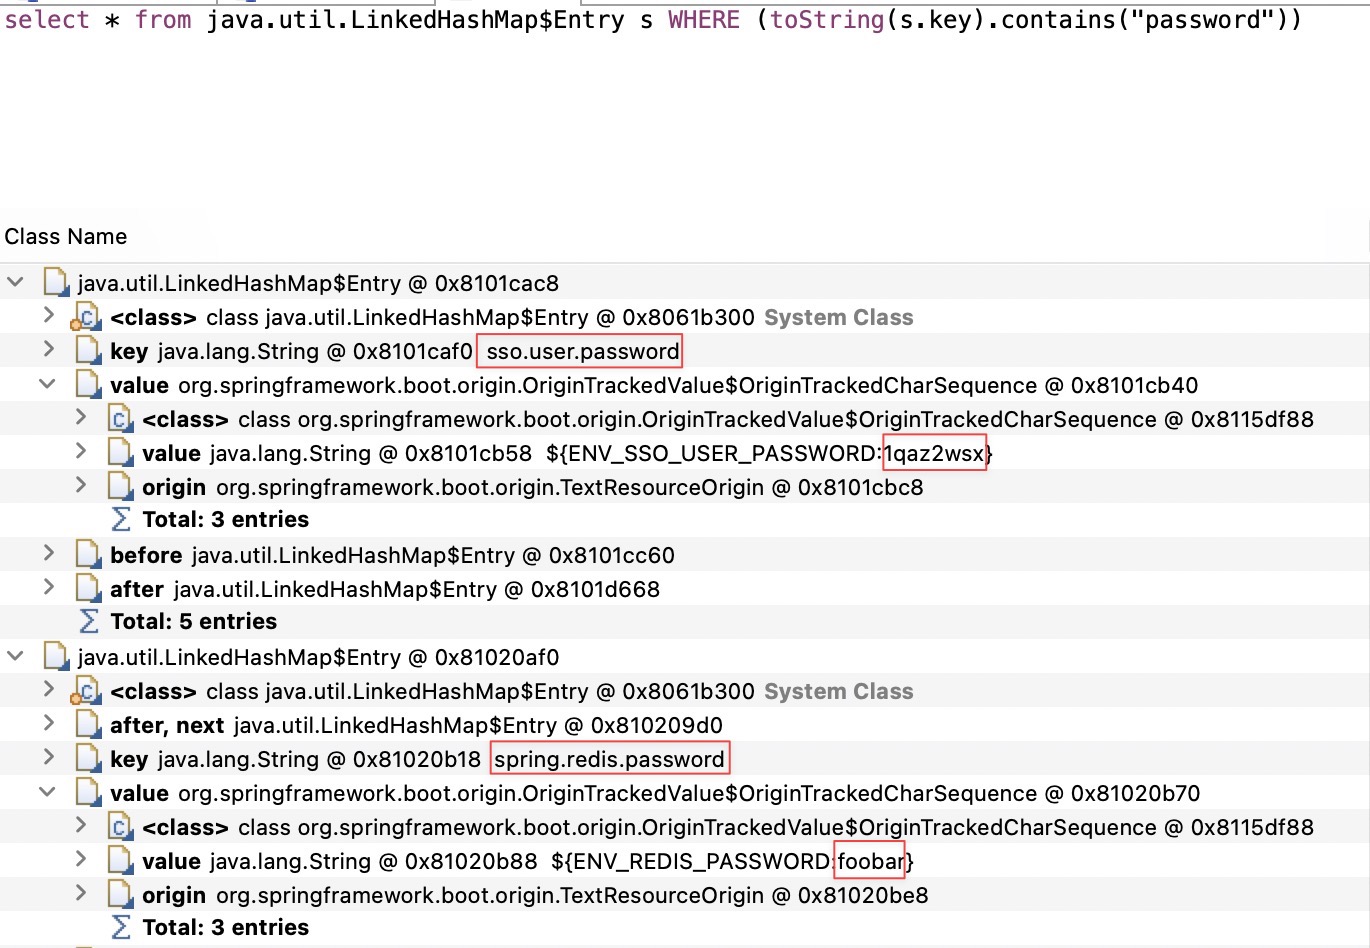 select * from java.util.LinkedHashMap$Entry s WHERE (toString(s.key).contains("password"))
Class Name
java.util.LinkedHashMap$Entry @ 0x8101cac8
<class> class java.util.LinkedHashMap$Entry @ 0x8061b300 System Class
key java.lang.String @ 0x8101caf0 sso.user.password
value org.springframework.boot.origin.OriginTrackedValue$OriginTrackedCharSequence @ 0x8101cb40
<class> class org.springframework.boot.origin.OriginTrackedValue$OriginTrackedCharSequence @ 0x8115df88
value java.lang.String @ 0x8101cb58 ${ENV_SSO_USER_PASSWORD:1qaz2wsx}
origin org.springframework.boot.origin.TextResourceOrigin @ 0x8101cbc8
Σ Total: 3 entries
before java.util.LinkedHashMap$Entry @ 0x8101cc60
after java.util.LinkedHashMap$Entry @ 0x8101d668
Σ Total: 5 entries
java.util.LinkedHashMap$Entry @ 0x81020af0
<class> class java.util.LinkedHashMap$Entry @ 0x8061b300 System Class
after, next java.util.LinkedHashMap$Entry @ 0x810209d0
key java.lang.String @ 0x81020b18 spring.redis.password
value org.springframework.boot.origin.OriginTrackedValue$OriginTrackedCharSequence @ 0x81020b70
<class> class org.springframework.boot.origin.OriginTrackedValue$OriginTrackedCharSequence @ 0x8115df88
value java.lang.String @ 0x81020b88 ${ENV_REDIS_PASSWORD:foobar}
origin org.springframework.boot.origin.TextResourceOrigin @ 0x81020be8
Σ Total: 3 entries